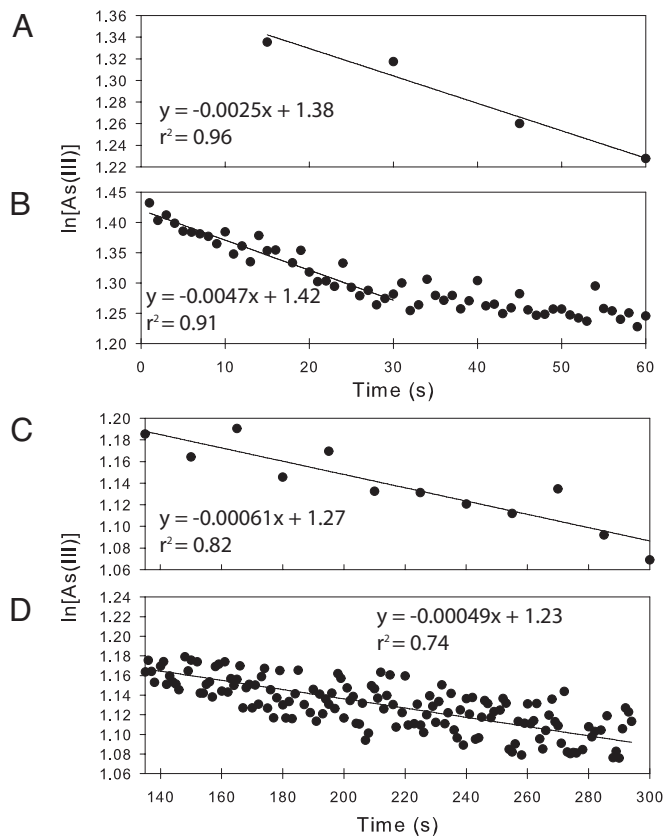 A
1.36
1.34
1.32
1.30
1.28
1.26
1.24
1.22
y = -0.0025x + 1.38
r² = 0.96
ln[As(III)]
B
1.45
1.40
1.35
1.30
1.25
1.20
y = -0.0047x + 1.42
r² = 0.91
0 10 20 30 40 50 60
Time (s)
C
1.20
1.18
1.16
1.14
1.12
1.10
1.08
1.06
y = -0.00061x + 1.27
r² = 0.82
ln[As(III)]
D
1.24
1.22
1.20
1.18
1.16
1.14
1.12
1.10
1.08
1.06
y = -0.00049x + 1.23
r² = 0.74
140 160 180 200 220 240 260 280 300
Time (s)